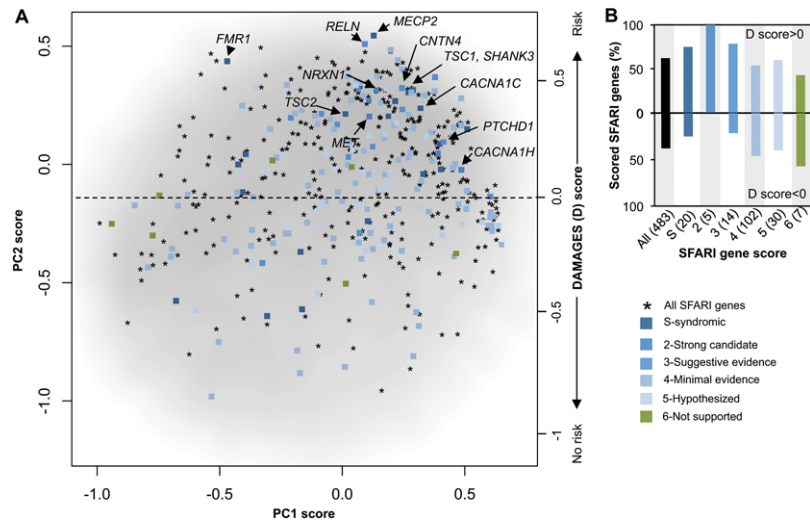 A
B
FMR1
RELN
MECP2
CNTN4
TSC1, SHANK3
NRXN1
CACNA1C
TSC2
PTCHD1
MET
CACNA1H
0.5
0.0
-0.5
-1.0
PC2 score
-1.0
-0.5
0.0
0.5
PC1 score
Risk
0.5
0.0
-0.5
-1
No risk
DAMAGES (D) score
D score>0
D score<0
100
50
0
50
100
Scored SFARI genes (%)
All (483)
S (20)
2 (5)
3 (14)
4 (102)
5 (30)
6 (7)
SFARI gene score
* All SFARI genes
S-syndromic
2-Strong candidate
3-Suggestive evidence
4-Minimal evidence
5-Hypothesized
6-Not supported